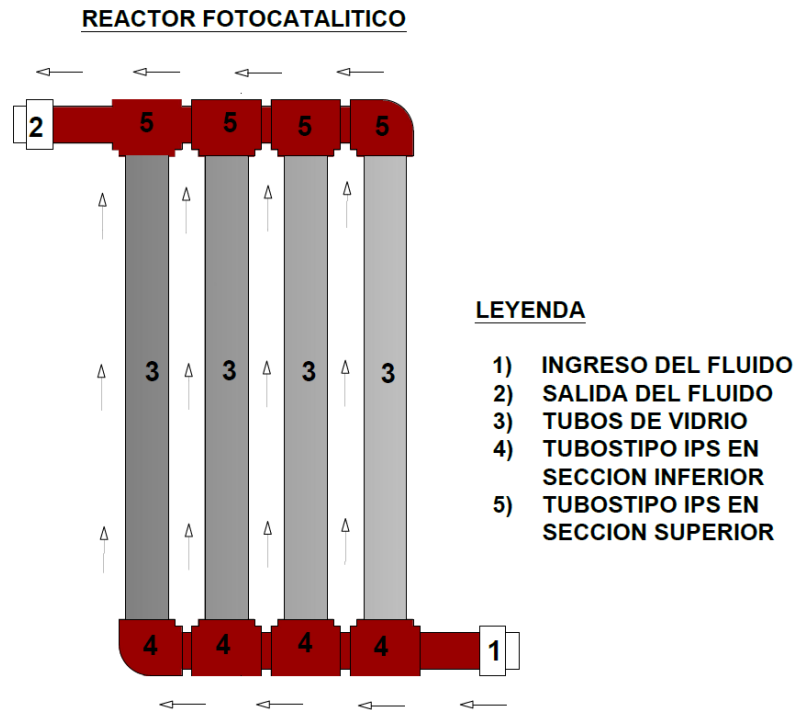 REACTOR FOTOCATALITICO
2
5 5 5 5
3 3 3 3
4 4 4 4
1
LEYENDA
1) INGRESO DEL FLUIDO
2) SALIDA DEL FLUIDO
3) TUBOS DE VIDRIO
4) TUBOSTIPO IPS EN
SECCION INFERIOR
5) TUBOSTIPO IPS EN
SECCION SUPERIOR